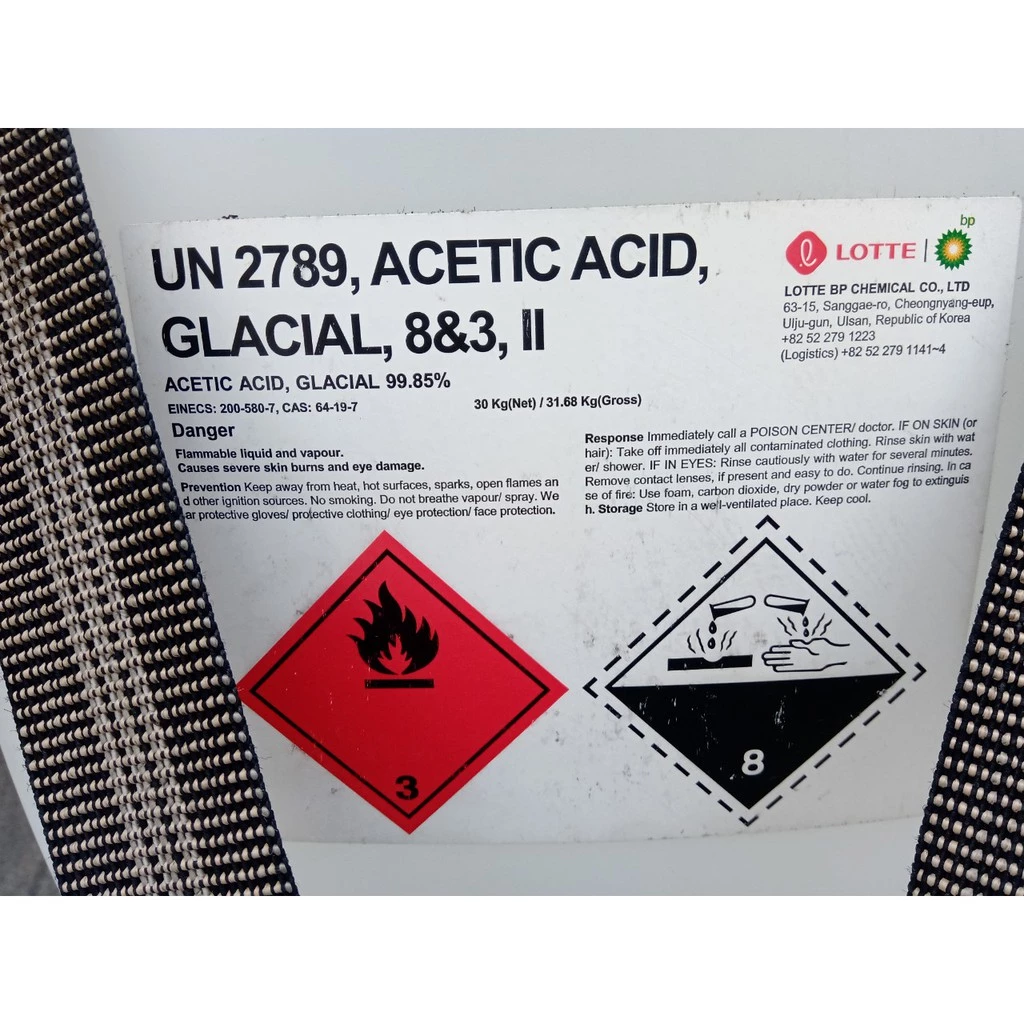 UN 2789, ACETIC ACID,
GLACIAL, 8&3, II
ACETIC ACID, GLACIAL 99.85%
EINECS: 200-580-7, CAS: 64-19-7
30 Kg(Net) / 31.68 Kg(Gross)
Danger
Flammable liquid and vapour.
Causes severe skin burns and eye damage.
Prevention Keep away from heat, hot surfaces, sparks, open flames an
d other ignition sources. No smoking. Do not breathe vapour/ spray. We
ar protective gloves/ protective clothing/ eye protection/ face protection.
bp
LOTTE
LOTTE BP CHEMICAL CO., LTD
63-15, Sanggae-ro, Cheongnyang-eup,
Ulju-gun, Ulsan, Republic of Korea
+82 52 279 1223
(Logistics) +82 52 279 1141~4
Response Immediately call a POISON CENTER/ doctor. IF ON SKIN (or
hair): Take off immediately all contaminated clothing. Rinse skin with wat
er/ shower. IF IN EYES: Rinse cautiously with water for several minutes.
Remove contact lenses, if present and easy to do. Continue rinsing. In ca
se of fire: Use foam, carbon dioxide, dry powder or water fog to extinguis
h. Storage Store in a well-ventilated place. Keep cool.
3
8